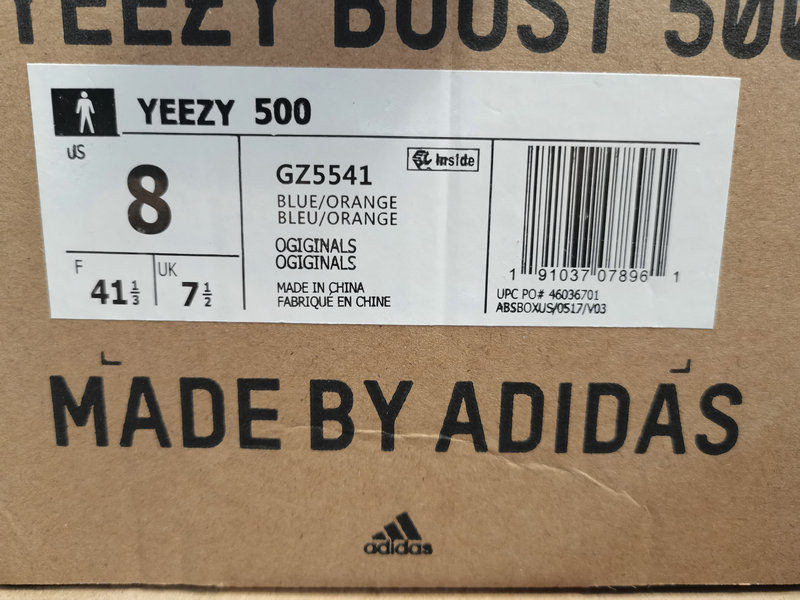 YEEZY BOOST 500
YEEZY 500
US
8
F
41 1/3
UK
7 1/2
GZ5541
BLUE/ORANGE
BLEU/ORANGE
OGIGINALS
OGIGINALS
MADE IN CHINA
FABRIQUÉ EN CHINE
Inside
1 91037 07896 1
UPC PO# 46036701
ABSBOXUS/0517/V03
MADE BY ADIDAS
adidas